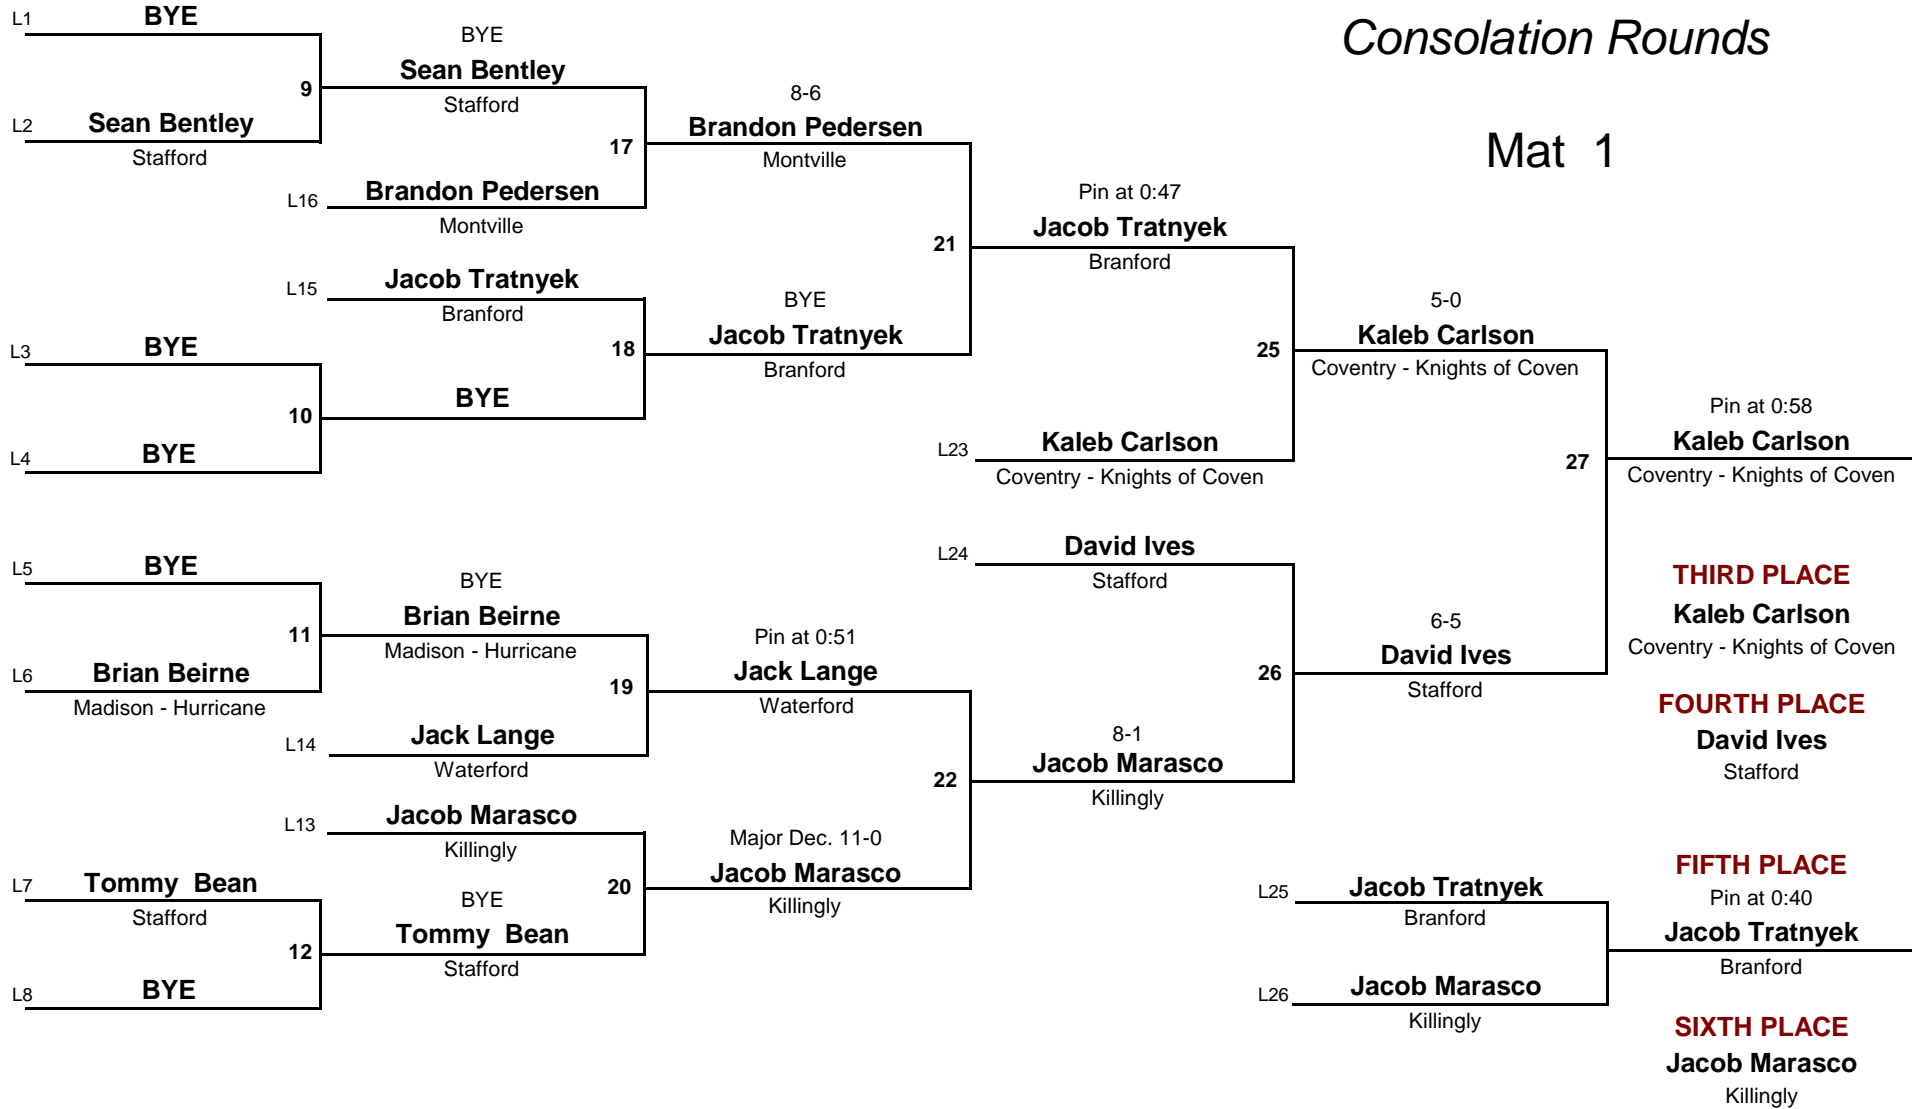 Consolation Rounds
Mat 1
L1
BYE
9
L2
Sean Bentley
Stafford
BYE
Sean Bentley
Stafford
17
L16
Brandon Pedersen
Montville
8-6
Brandon Pedersen
Montville
21
L15
Jacob Tratnyek
Branford
18
L3
BYE
10
L4
BYE
BYE
BYE
Jacob Tratnyek
Branford
Pin at 0:47
Jacob Tratnyek
Branford
25
L23
Kaleb Carlson
Coventry - Knights of Coven
5-0
Kaleb Carlson
Coventry - Knights of Coven
27
Pin at 0:58
Kaleb Carlson
Coventry - Knights of Coven
L5
BYE
11
L6
Brian Beirne
Madison - Hurricane
BYE
Brian Beirne
Madison - Hurricane
19
L14
Jack Lange
Waterford
Pin at 0:51
Jack Lange
Waterford
22
L13
Jacob Marasco
Killingly
20
L7
Tommy  Bean
Stafford
12
L8
BYE
BYE
Tommy  Bean
Stafford
Major Dec. 11-0
Jacob Marasco
Killingly
L24
David Ives
Stafford
26
8-1
Jacob Marasco
Killingly
6-5
David Ives
Stafford
THIRD PLACE
Kaleb Carlson
Coventry - Knights of Coven
FOURTH PLACE
David Ives
Stafford
L25
Jacob Tratnyek
Branford
L26
Jacob Marasco
Killingly
FIFTH PLACE
Pin at 0:40
Jacob Tratnyek
Branford
SIXTH PLACE
Jacob Marasco
Killingly